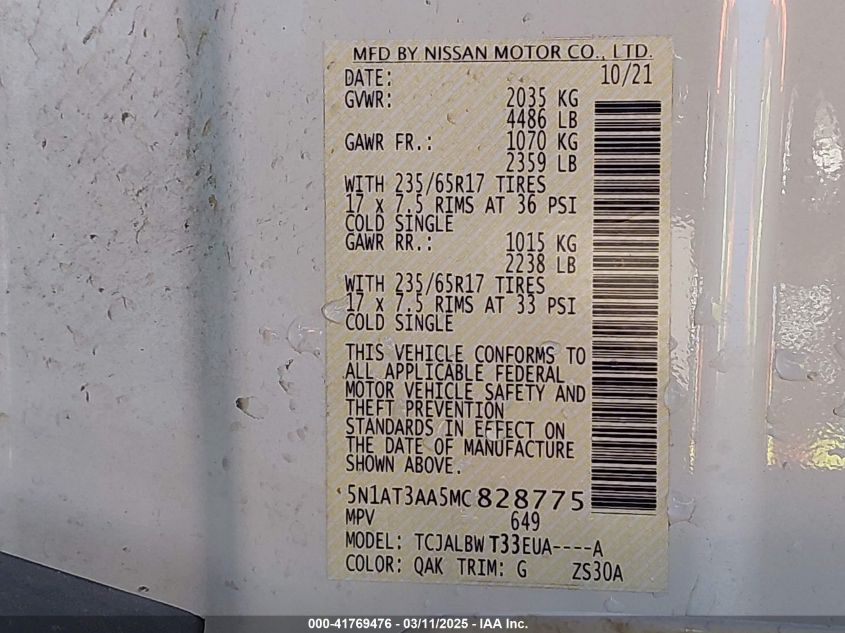 MFD BY NISSAN MOTOR CO., LTD.
DATE: 10/21
GVWR: 2035 KG
4486 LB
GAWR FR.: 1070 KG
2359 LB
WITH 235/65R17 TIRES
17 x 7.5 RIMS AT 36 PSI
COLD SINGLE
GAWR RR.: 1015 KG
2238 LB
WITH 235/65R17 TIRES
17 x 7.5 RIMS AT 33 PSI
COLD SINGLE
THIS VEHICLE CONFORMS TO
ALL APPLICABLE FEDERAL
MOTOR VEHICLE SAFETY AND
THEFT PREVENTION
STANDARDS IN EFFECT ON
THE DATE OF MANUFACTURE
SHOWN ABOVE.
5N1AT3AA5MC828775
MPV 649
MODEL: TCJALBWT33EUA----A
COLOR: QAK TRIM: G ZS30A
000-41769476 - 03/11/2025 - IAA Inc.